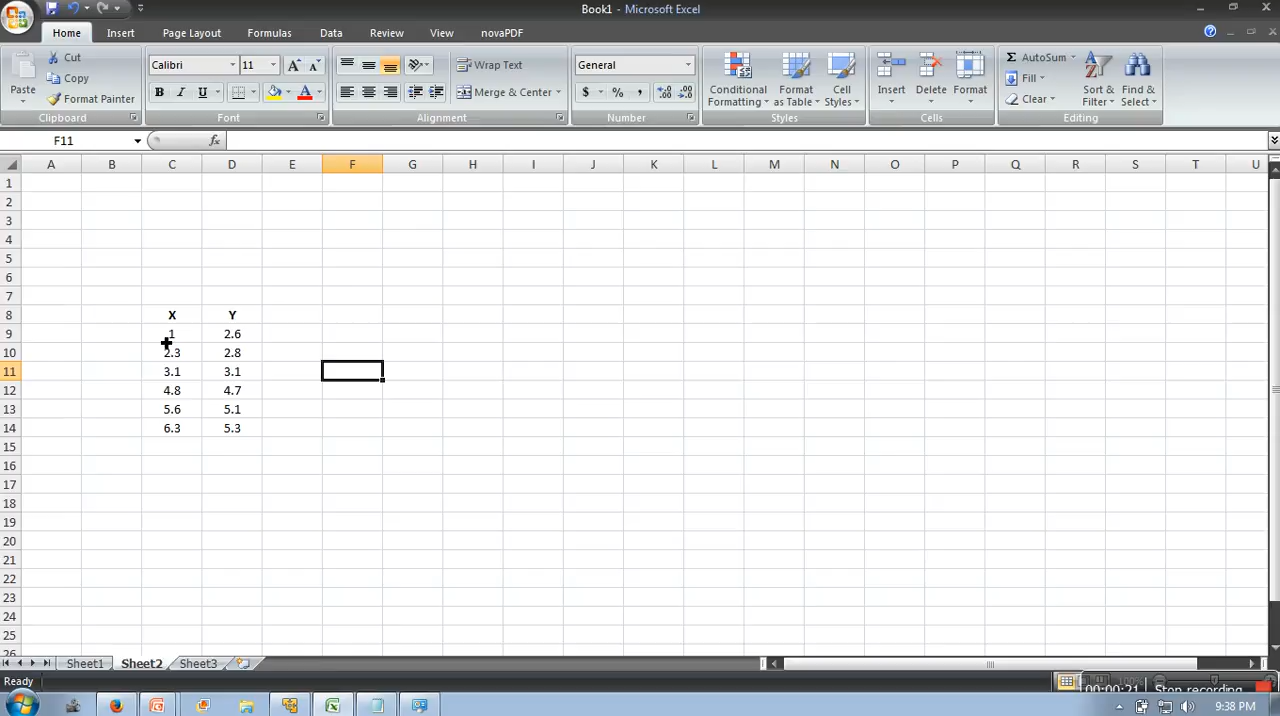 Book1 - Microsoft Excel
Home Insert Page Layout Formulas Data Review View novaPDF
Paste
Cut
Copy
Format Painter
Clipboard
Calibri 11
B I U
Font
Wrap Text
Merge & Center
Alignment
General
$ % ,
Number
Conditional Formatting
Format as Table
Cell Styles
Styles
Insert Delete Format
Cells
AutoSum
Fill
Clear
Sort & Filter
Find & Select
Editing
F11 fx
A B C D E F G H I J K L M N O P Q R S T U
1
2
3
4
5
6
7
8 X Y
9 1 2.6
10 2.3 2.8
11 3.1 3.1
12 4.8 4.7
13 5.6 5.1
14 6.3 5.3
15
16
17
18
19
20
21
22
23
24
25
26
Sheet1 Sheet2 Sheet3
Ready 100%
00:00:21 Stop recording
9:38 PM